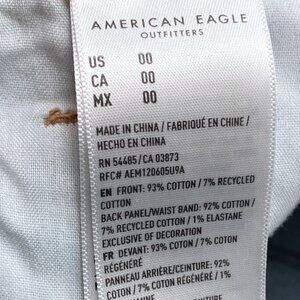 AMERICAN EAGLE
OUTFITTERS
US 00
CA 00
MX 00
MADE IN CHINA / FABRIQUÉ EN CHINE /
HECHO EN CHINA
RN 54485/CA 03873
RFC# AEM120605U9A
EN FRONT: 93% COTTON / 7% RECYCLED
COTTON
BACK PANEL/WAIST BAND: 92% COTTON /
7% RECYCLED COTTON / 1% ELASTANE
EXCLUSIVE OF DECORATION
FR DEVANT: 93% COTON / 7% COTON
RÉGÉNÉRÉ
PANNEAU ARRIÈRE/CEINTURE: 92%
COTON / 7% COTON RÉGÉNÉRÉ / 1%